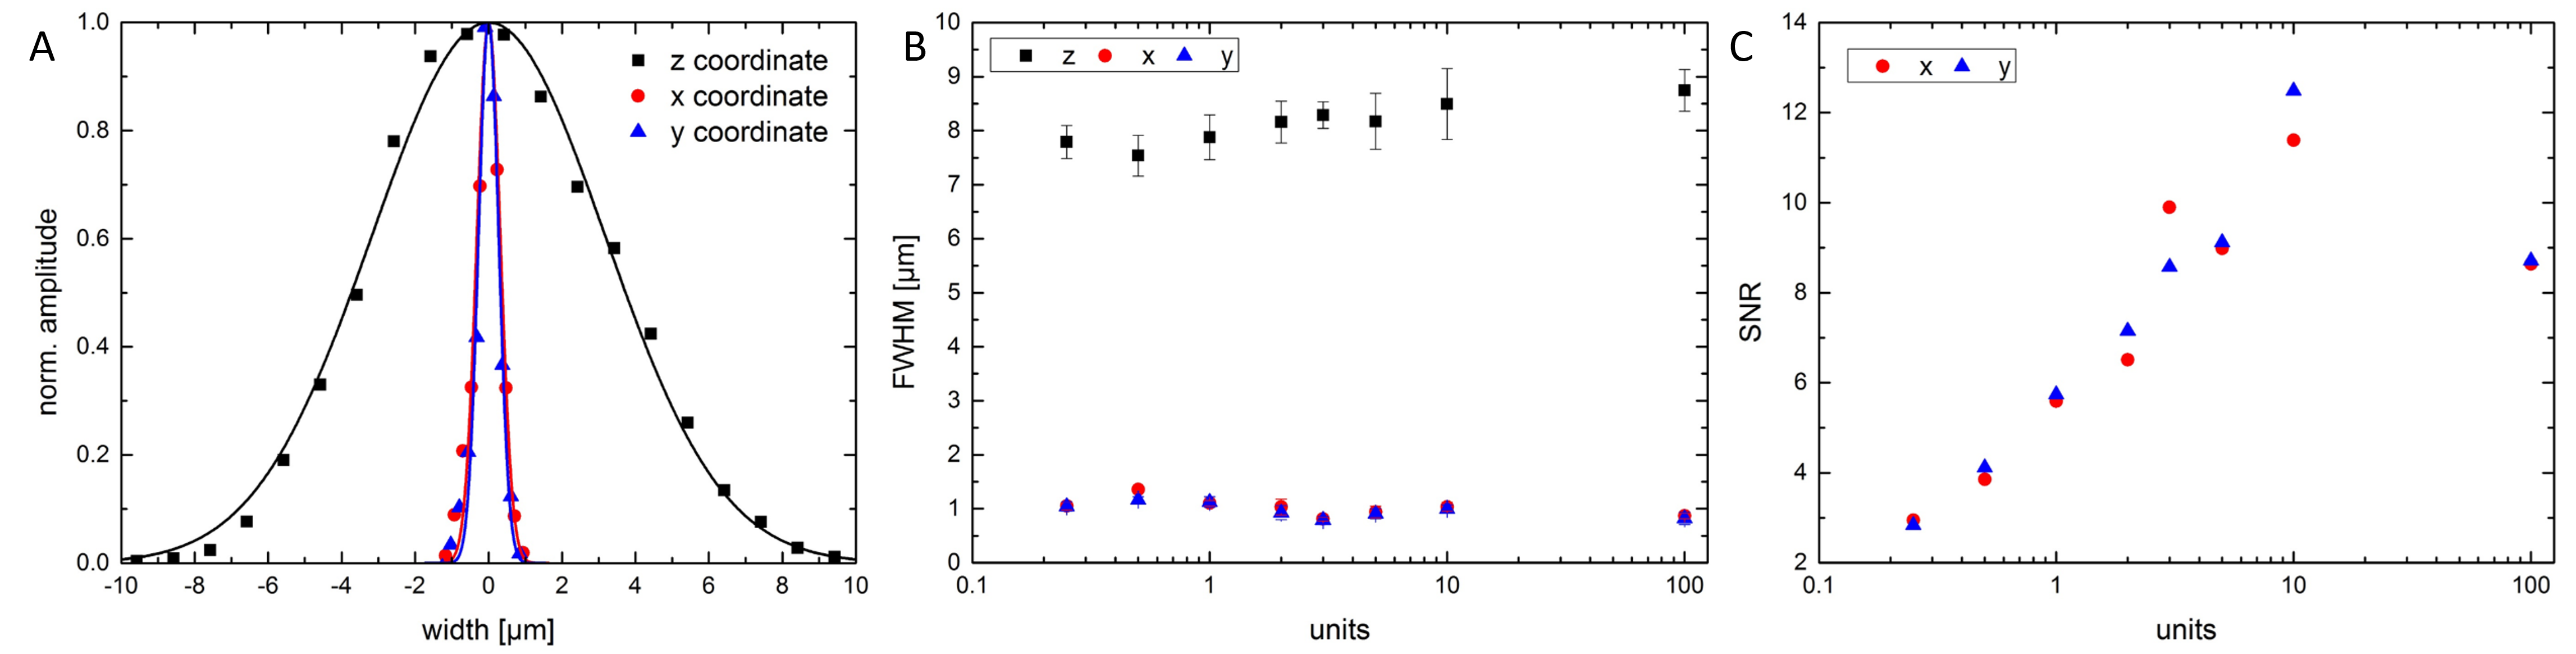 A
norm. amplitude
1.0
0.8
0.6
0.4
0.2
0.0
z coordinate
x coordinate
y coordinate
-10 -8 -6 -4 -2 0 2 4 6 8 10
width [µm]
B
FWHM [µm]
10
9
8
7
6
5
4
3
2
1
0
z x y
0.1 1 10 100
units
C
SNR
14
12
10
8
6
4
2
x y
0.1 1 10 100
units